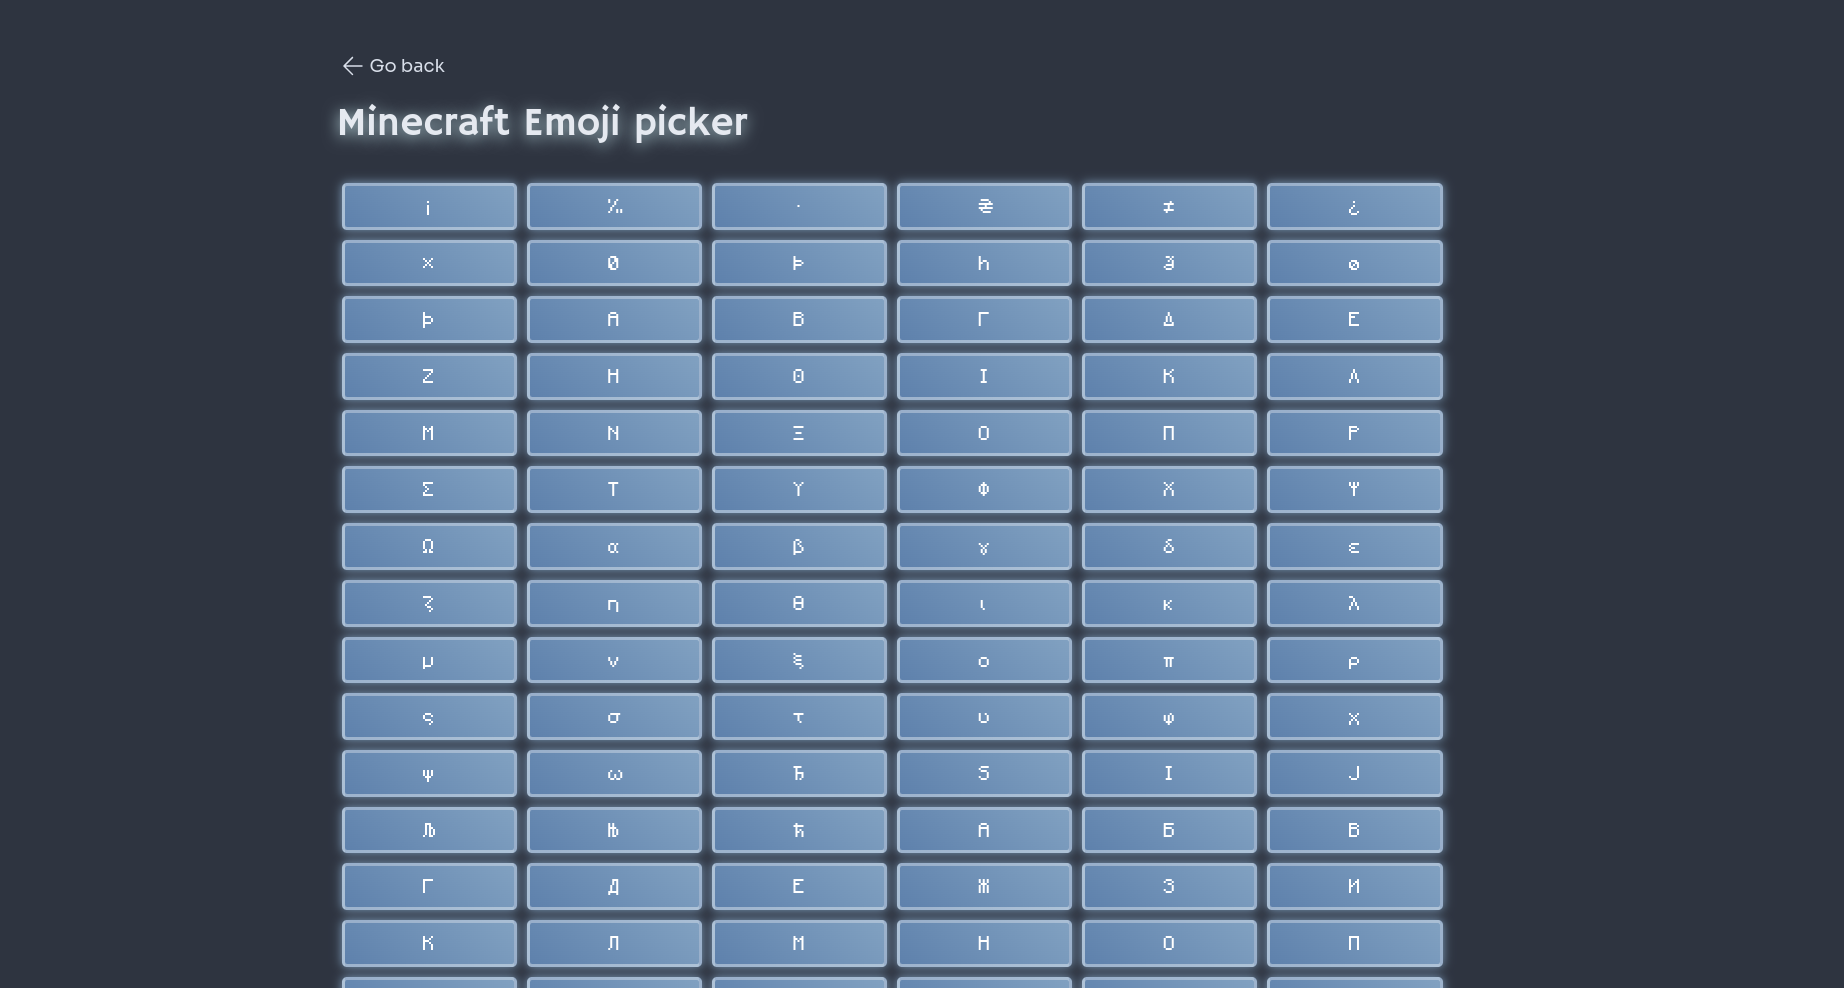 Go back
Minecraft Emoji picker
¡ ‰ · ₴ ≠ ¿
× Ø Þ һ ǯ ø
þ Α Β Γ Δ Ε
Ζ Η Θ Ι Κ Λ
Μ Ν Ξ Ο Π Ρ
Σ Τ Υ Φ Χ Ψ
Ω α β γ δ ε
ζ η θ ι κ λ
μ ν ξ ο π ρ
ς σ τ υ φ χ
ψ ω Ђ Ѕ І Ј
Љ Њ Ћ А Б В
Г Д Е Ж З И
К Л М Н О П